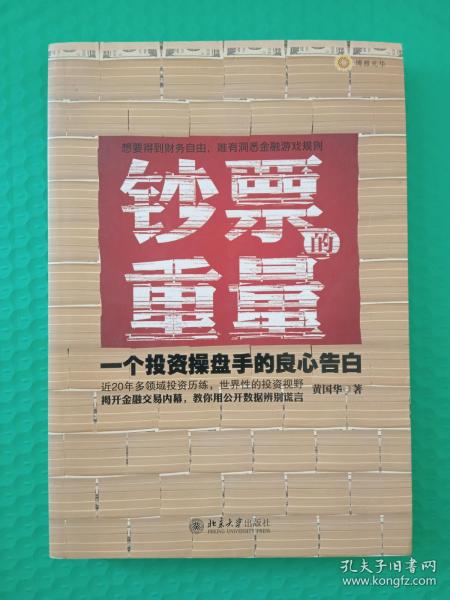 博雅光华
想要得到财务自由，唯有洞悉金融游戏规则
钞票的
重量
一个投资操盘手的良心告白
近20年多领域投资历练，世界性的投资视野
揭开金融交易内幕，教你用公开数据辨别谎言
黄国华 著
北京大学出版社
PEKING UNIVERSITY PRESS
孔夫子旧书网
www.kongfz.com